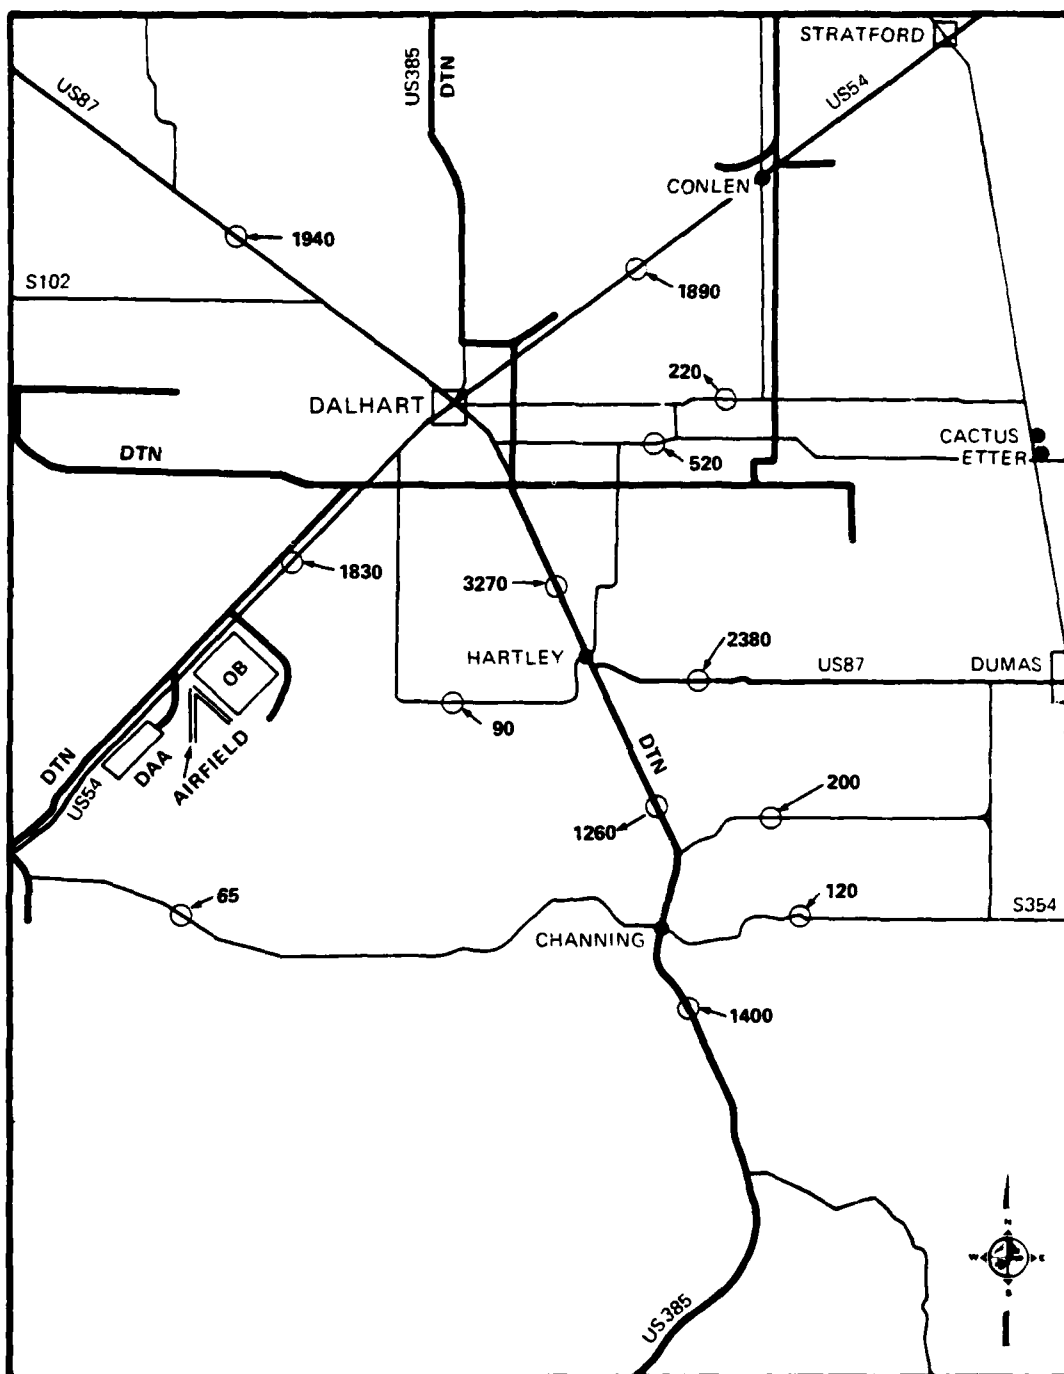 STRATFORD
US385
DTN
US87
US54
CONLEN
1940
S102
1890
220
DALHART
CACTUS
ETTER
DTN
520
1830
3270
2380
HARTLEY
US87
DUMAS
OB
90
DTN
DTN
US54
DAA
AIRFIELD
200
1260
65
120
S354
CHANNING
1400
N
W
E
S
US385